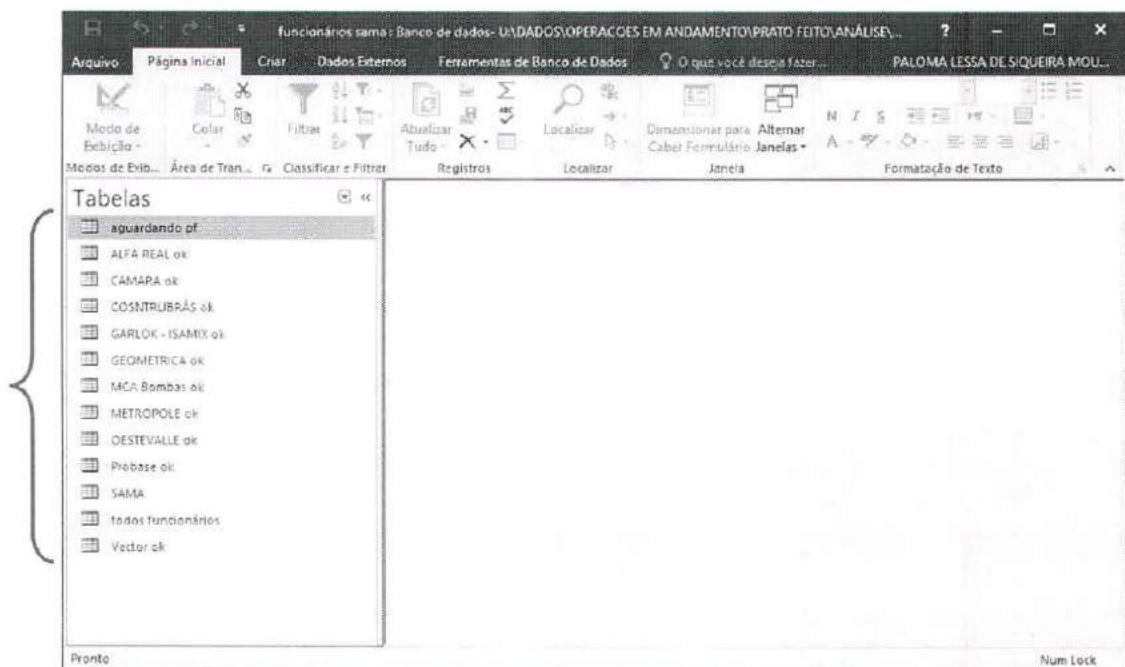 funcionários sama : Banco de dados- U:\DADOS\OPERACOES EM ANDAMENTO\PRATO FEITO\ANÁLISE\... ?
Arquivo Página Inicial Criar Dados Externos Ferramentas de Banco de Dados O que você deseja fazer... PALOMA LESSA DE SIQUEIRA MOU...
Modo de Exibição Colar Filtrar Atualizar Tudo Localizar Dimensionar para Caber Formulário Alternar Janelas N I S A
Modos de Exib... Área de Tran... Classificar e Filtrar Registros Localizar Janela Formatação de Texto
Tabelas
aguardando pf
ALFA REAL ok
CAMARA ok
COSNTRUBRÁS ok
GARLOK - ISAMIX ok
GEOMETRICA ok
MCA Bombas ok
METROPOLE ok
OESTEVALLE ok
Probase ok
SAMA
todos funcionários
Vector ok
Pronto Num Lock